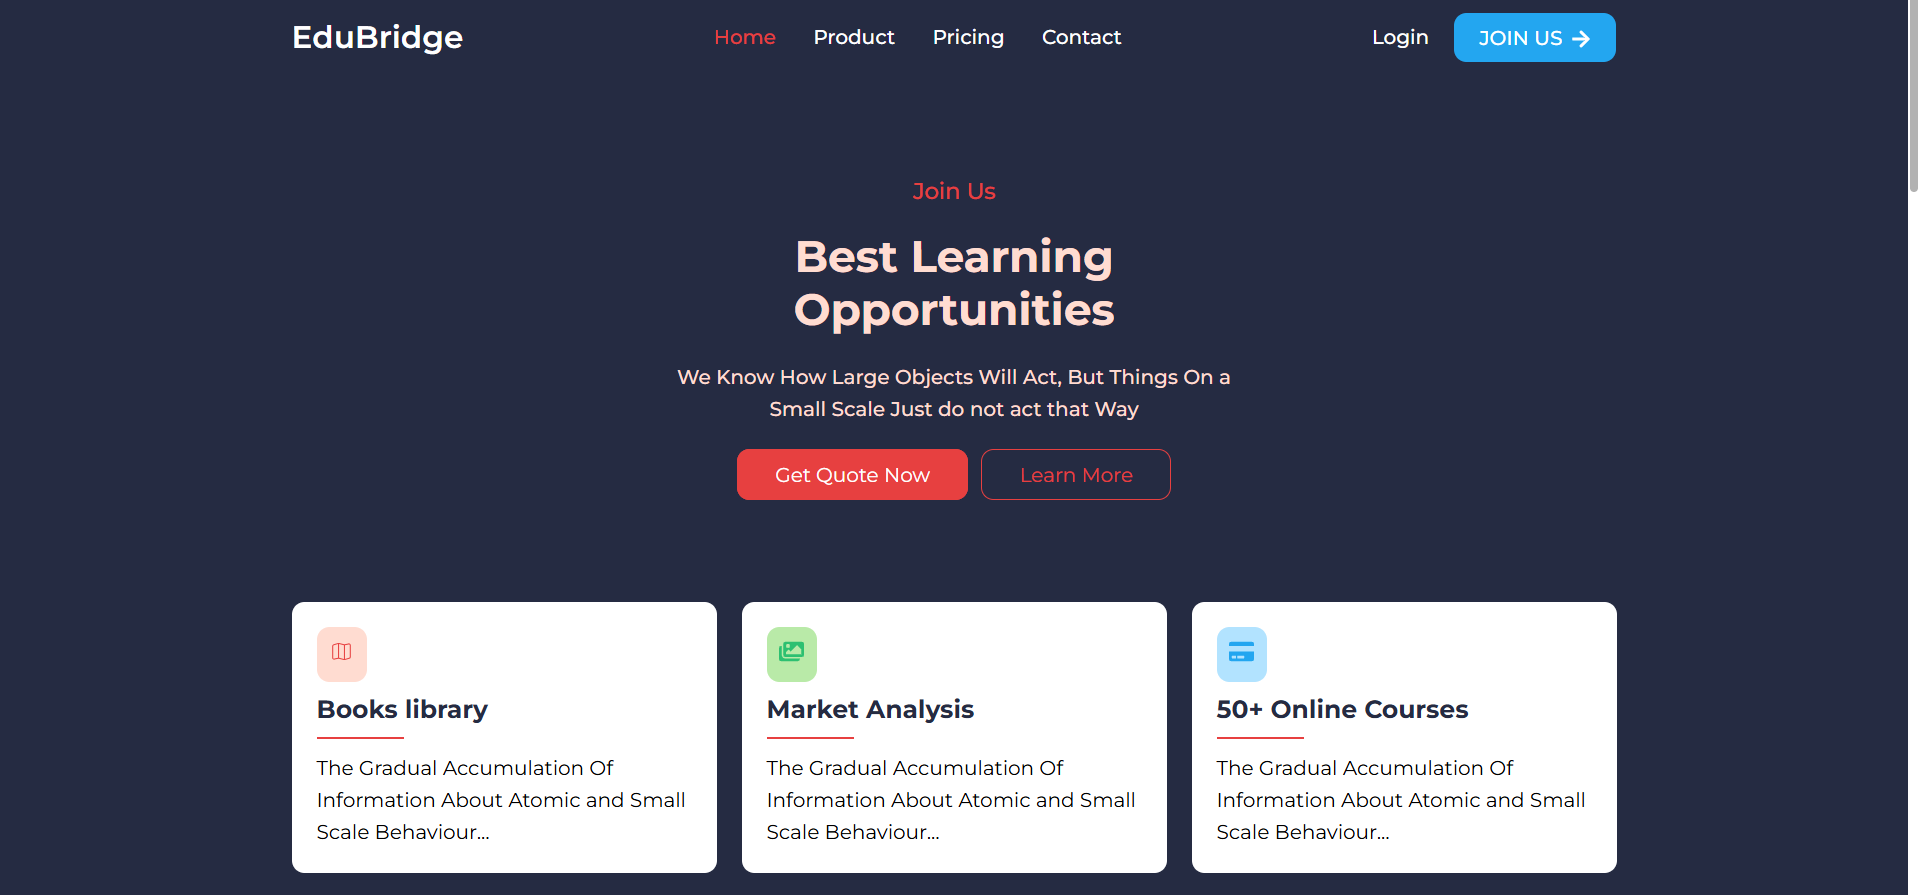 EduBridge
Home Product Pricing Contact
Login
JOIN US
Join Us
Best Learning
Opportunities
We Know How Large Objects Will Act, But Things On a
Small Scale Just do not act that Way
Get Quote Now
Learn More
Books library
The Gradual Accumulation Of
Information About Atomic and Small
Scale Behaviour...
Market Analysis
The Gradual Accumulation Of
Information About Atomic and Small
Scale Behaviour...
50+ Online Courses
The Gradual Accumulation Of
Information About Atomic and Small
Scale Behaviour...